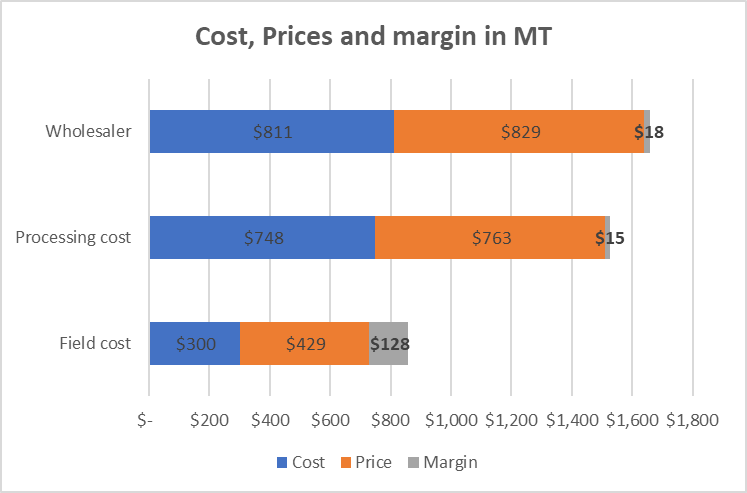 Cost, Prices and margin in MT
Wholesaler
$811
$829
$18
Processing cost
$748
$763
$15
Field cost
$300
$429
$128
$- $200 $400 $600 $800 $1,000 $1,200 $1,400 $1,600 $1,800
Cost Price Margin